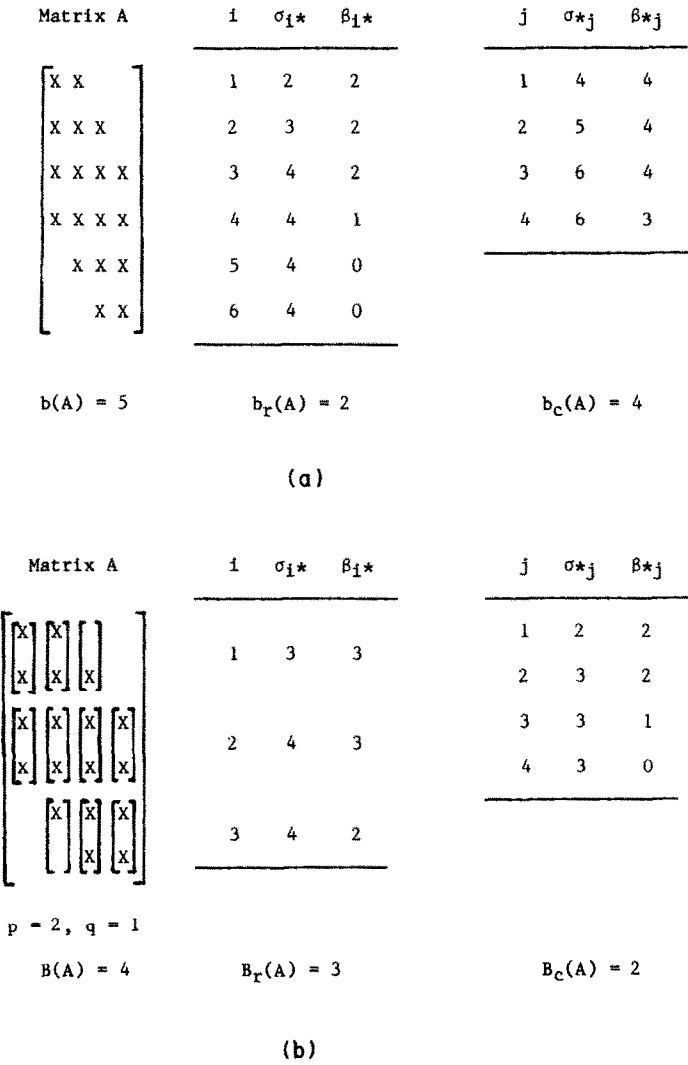 Matrix A i σi* βi* j σ*j β*j
X X 1 2 2 1 4 4
X X X 2 3 2 2 5 4
X X X X 3 4 2 3 6 4
X X X X 4 4 1 4 6 3
X X X 5 4 0
X X 6 4 0
b(A) = 5 br(A) = 2 bc(A) = 4
(a)
Matrix A i σi* βi* j σ*j β*j
X X 1 2 2
1 3 3
X X X 2 3 2
X X X X 3 3 1
2 4 3
X X X X 4 3 0
X X X
3 4 2
X X
p = 2, q = 1
B(A) = 4 Br(A) = 3 Bc(A) = 2
(b)